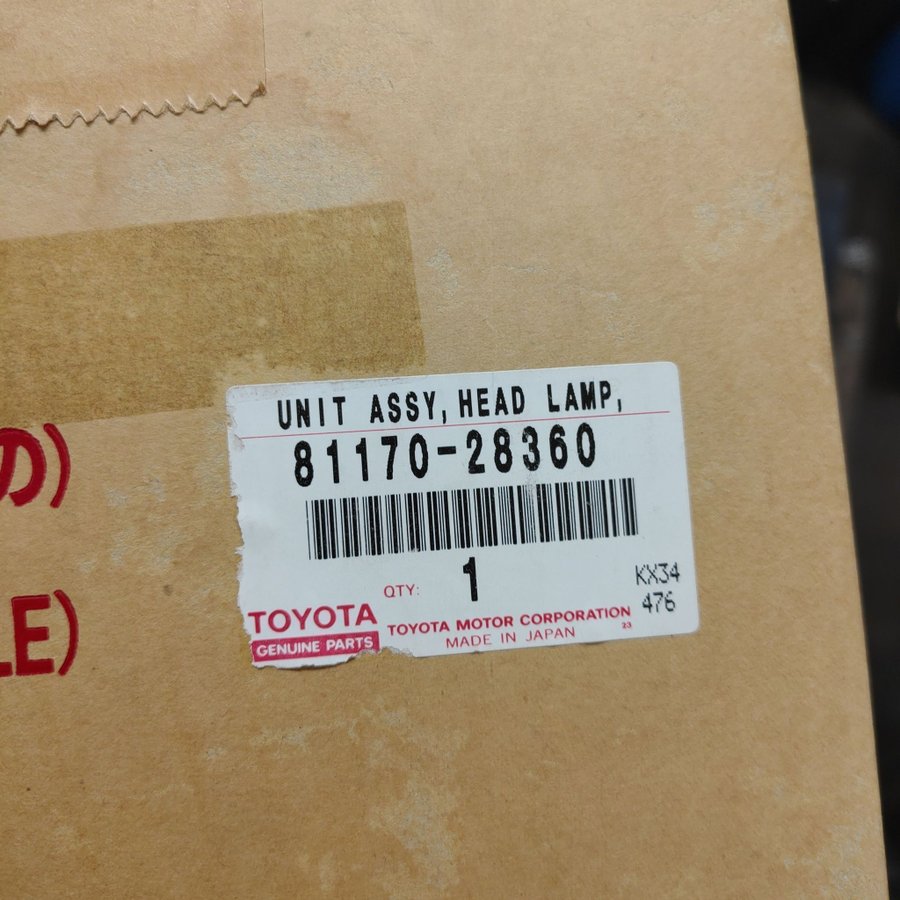 UNIT ASSY, HEAD LAMP,
81170-28360
の)
LE)
QTY: 1
KX34
476
TOYOTA
GENUINE PARTS
TOYOTA MOTOR CORPORATION
MADE IN JAPAN
23